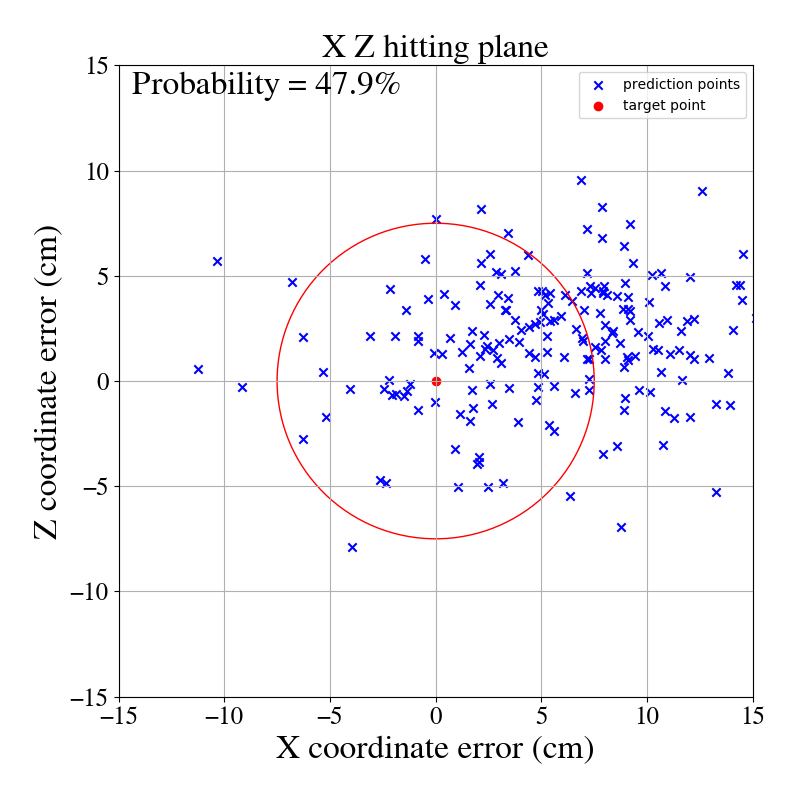 X Z hitting plane
Probability = 47.9%
prediction points
target point
15
10
5
0
−5
−10
−15
Z coordinate error (cm)
−15 −10 −5 0 5 10 15
X coordinate error (cm)